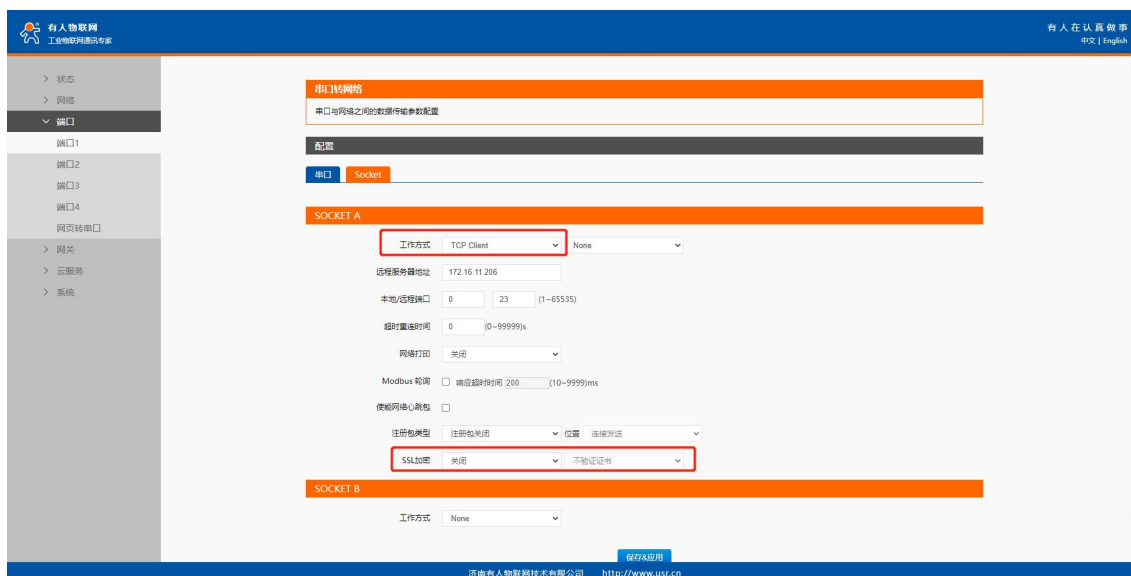 有人物联网
工业物联网通讯专家
有人在认真做事
中文 | English
状态
网络
端口
端口1
端口2
端口3
端口4
网页转串口
网关
云服务
系统
串口转网络
串口与网络之间的数据传输参数配置
配置
串口 Socket
SOCKET A
工作方式 TCP Client None
远程服务器地址 172.16.11.206
本地/远程端口 0 23 (1~65535)
超时重连时间 0 (0~99999)s
网络打印 关闭
Modbus 轮询 响应超时时间 200 (10~9999)ms
使能网络心跳包
注册包类型 注册包关闭 位置 连接发送
SSL加密 关闭 不验证证书
SOCKET B
工作方式 None
保存&应用
济南有人物联网技术有限公司 http://www.usr.cn